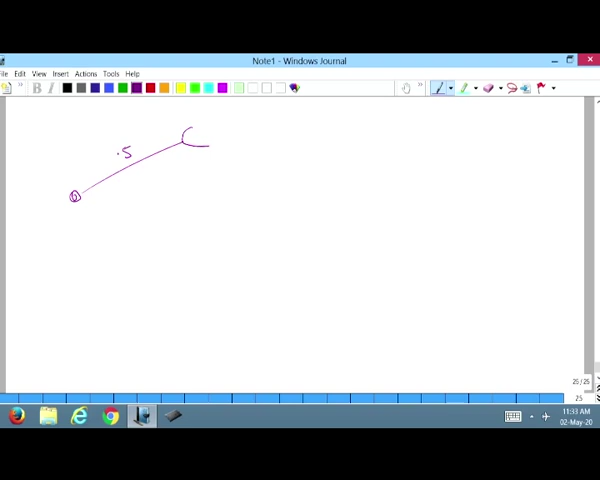 Note1 - Windows Journal
File Edit View Insert Actions Tools Help
B I
.5
25 / 25
25
11:33 AM
02-May-20